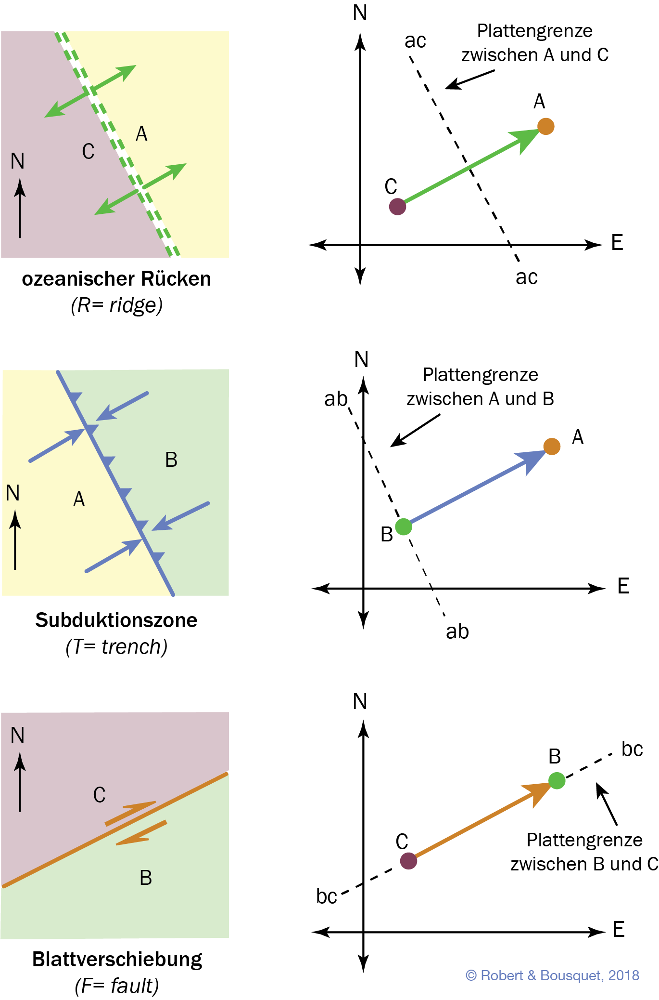 N
C
A
ozeanischer Rücken
(R= ridge)
N
ac
Plattengrenze
zwischen A und C
A
C
E
ac
N
A
B
Subduktionszone
(T= trench)
N
ab
Plattengrenze
zwischen A und B
A
B
E
ab
N
C
B
Blattverschiebung
(F= fault)
N
bc
B
C
Plattengrenze
zwischen B und C
bc
E
© Robert & Bousquet, 2018